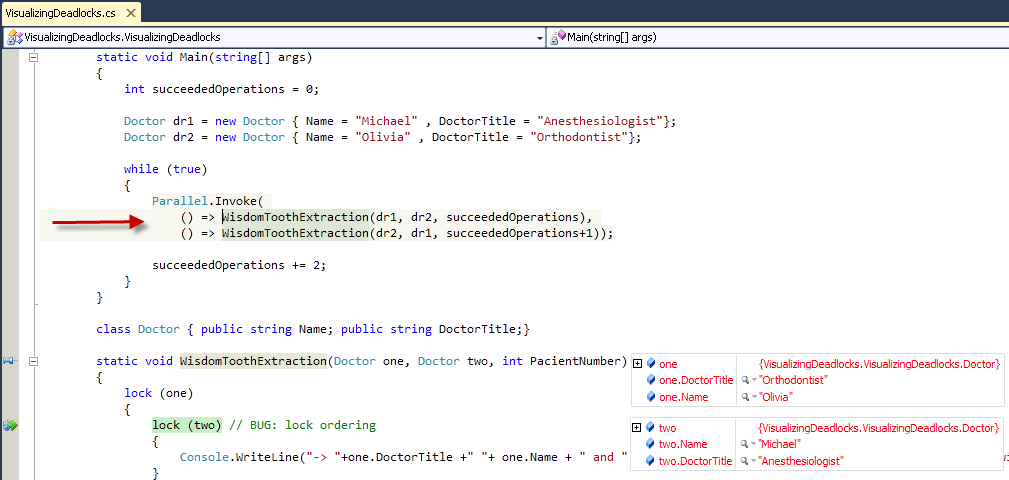 VisualizingDeadlocks.cs
VisualizingDeadlocks.VisualizingDeadlocks Main(string[] args)
static void Main(string[] args)
{
int succeededOperations = 0;
Doctor dr1 = new Doctor { Name = "Michael" , DoctorTitle = "Anesthesiologist"};
Doctor dr2 = new Doctor { Name = "Olivia" , DoctorTitle = "Orthodontist"};
while (true)
{
Parallel.Invoke(
() => WisdomToothExtraction(dr1, dr2, succeededOperations),
() => WisdomToothExtraction(dr2, dr1, succeededOperations+1));
succeededOperations += 2;
}
}
class Doctor { public string Name; public string DoctorTitle;}
static void WisdomToothExtraction(Doctor one, Doctor two, int PacientNumber)
{
lock (one)
{
lock (two) // BUG: lock ordering
{
Console.WriteLine("-> "+one.DoctorTitle +" "+ one.Name + " and "
}
one {VisualizingDeadlocks.VisualizingDeadlocks.Doctor}
one.DoctorTitle "Orthodontist"
one.Name "Olivia"
two {VisualizingDeadlocks.VisualizingDeadlocks.Doctor}
two.Name "Michael"
two.DoctorTitle "Anesthesiologist"